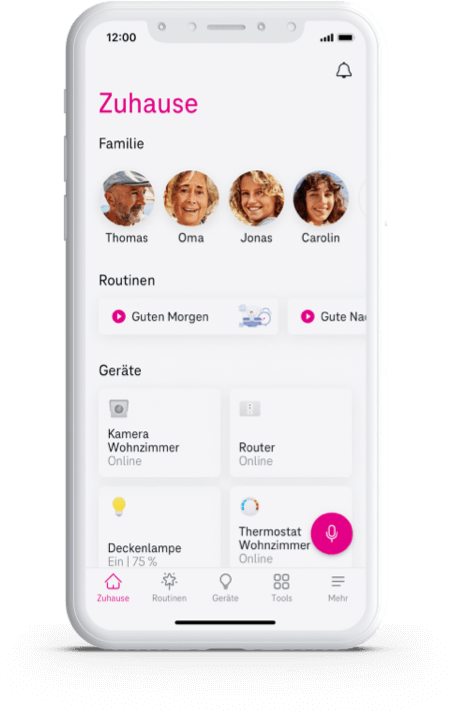 12:00
Zuhause
Familie
Thomas Oma Jonas Carolin
Routinen
Guten Morgen Gute Na
Geräte
Kamera
Wohnzimmer
Online
Router
Online
Deckenlampe
Ein | 75 %
Thermostat
Wohnzimmer
Online
Zuhause Routinen Geräte Tools Mehr